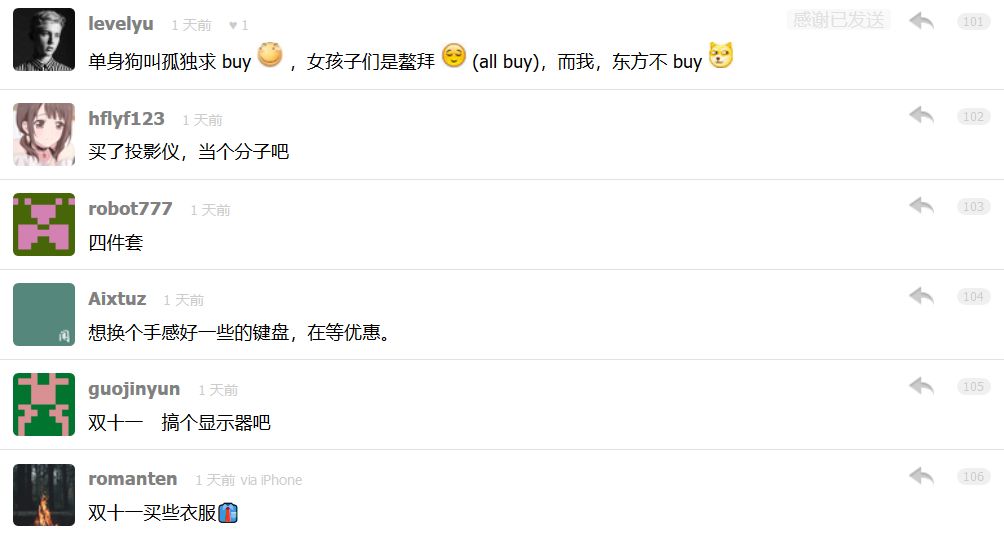 levelyu 1 天前 ♥ 1 感谢已发送 101
单身狗叫孤独求 buy ，女孩子们是鳌拜 (all buy)，而我，东方不 buy
hflyf123 1 天前 102
买了投影仪，当个分子吧
robot777 1 天前 103
四件套
Aixtuz 1 天前 104
想换个手感好一些的键盘，在等优惠。
guojinyun 1 天前 105
双十一　搞个显示器吧
romanten 1 天前 via iPhone 106
双十一买些衣服👔